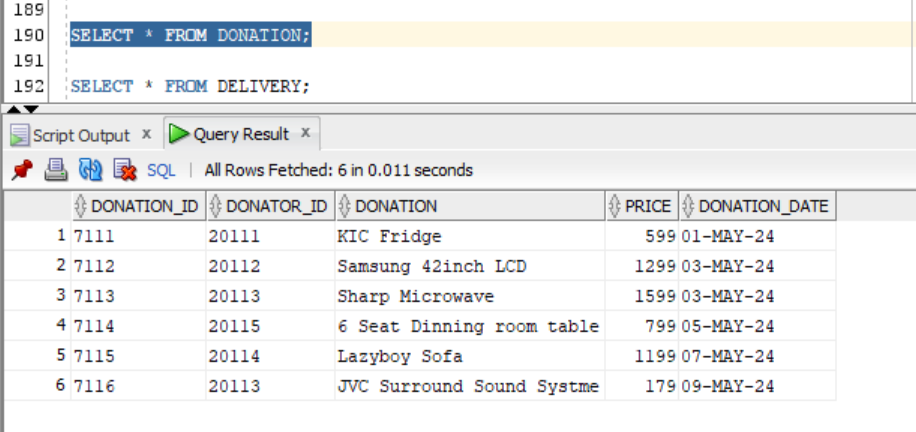 189
190 SELECT * FROM DONATION;
191
192 SELECT * FROM DELIVERY;
Script Output x Query Result x
SQL | All Rows Fetched: 6 in 0.011 seconds
DONATION_ID DONATOR_ID DONATION PRICE DONATION_DATE
1 7111 20111 KIC Fridge 599 01-MAY-24
2 7112 20112 Samsung 42inch LCD 1299 03-MAY-24
3 7113 20113 Sharp Microwave 1599 03-MAY-24
4 7114 20115 6 Seat Dinning room table 799 05-MAY-24
5 7115 20114 Lazyboy Sofa 1199 07-MAY-24
6 7116 20113 JVC Surround Sound Systme 179 09-MAY-24